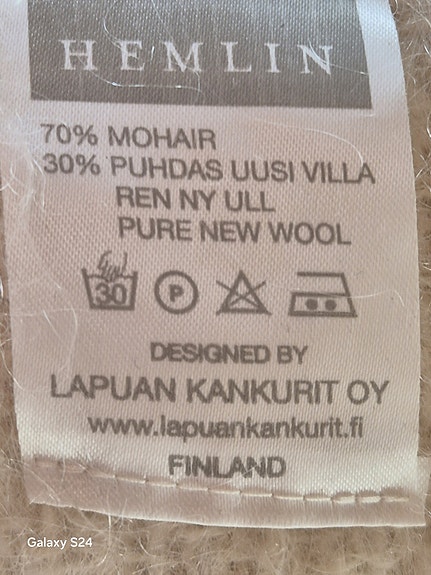 HEMLIN
70% MOHAIR
30% PUHDAS UUSI VILLA
REN NY ULL
PURE NEW WOOL
30 P
DESIGNED BY
LAPUAN KANKURIT OY
www.lapuankankurit.fi
FINLAND
Galaxy S24